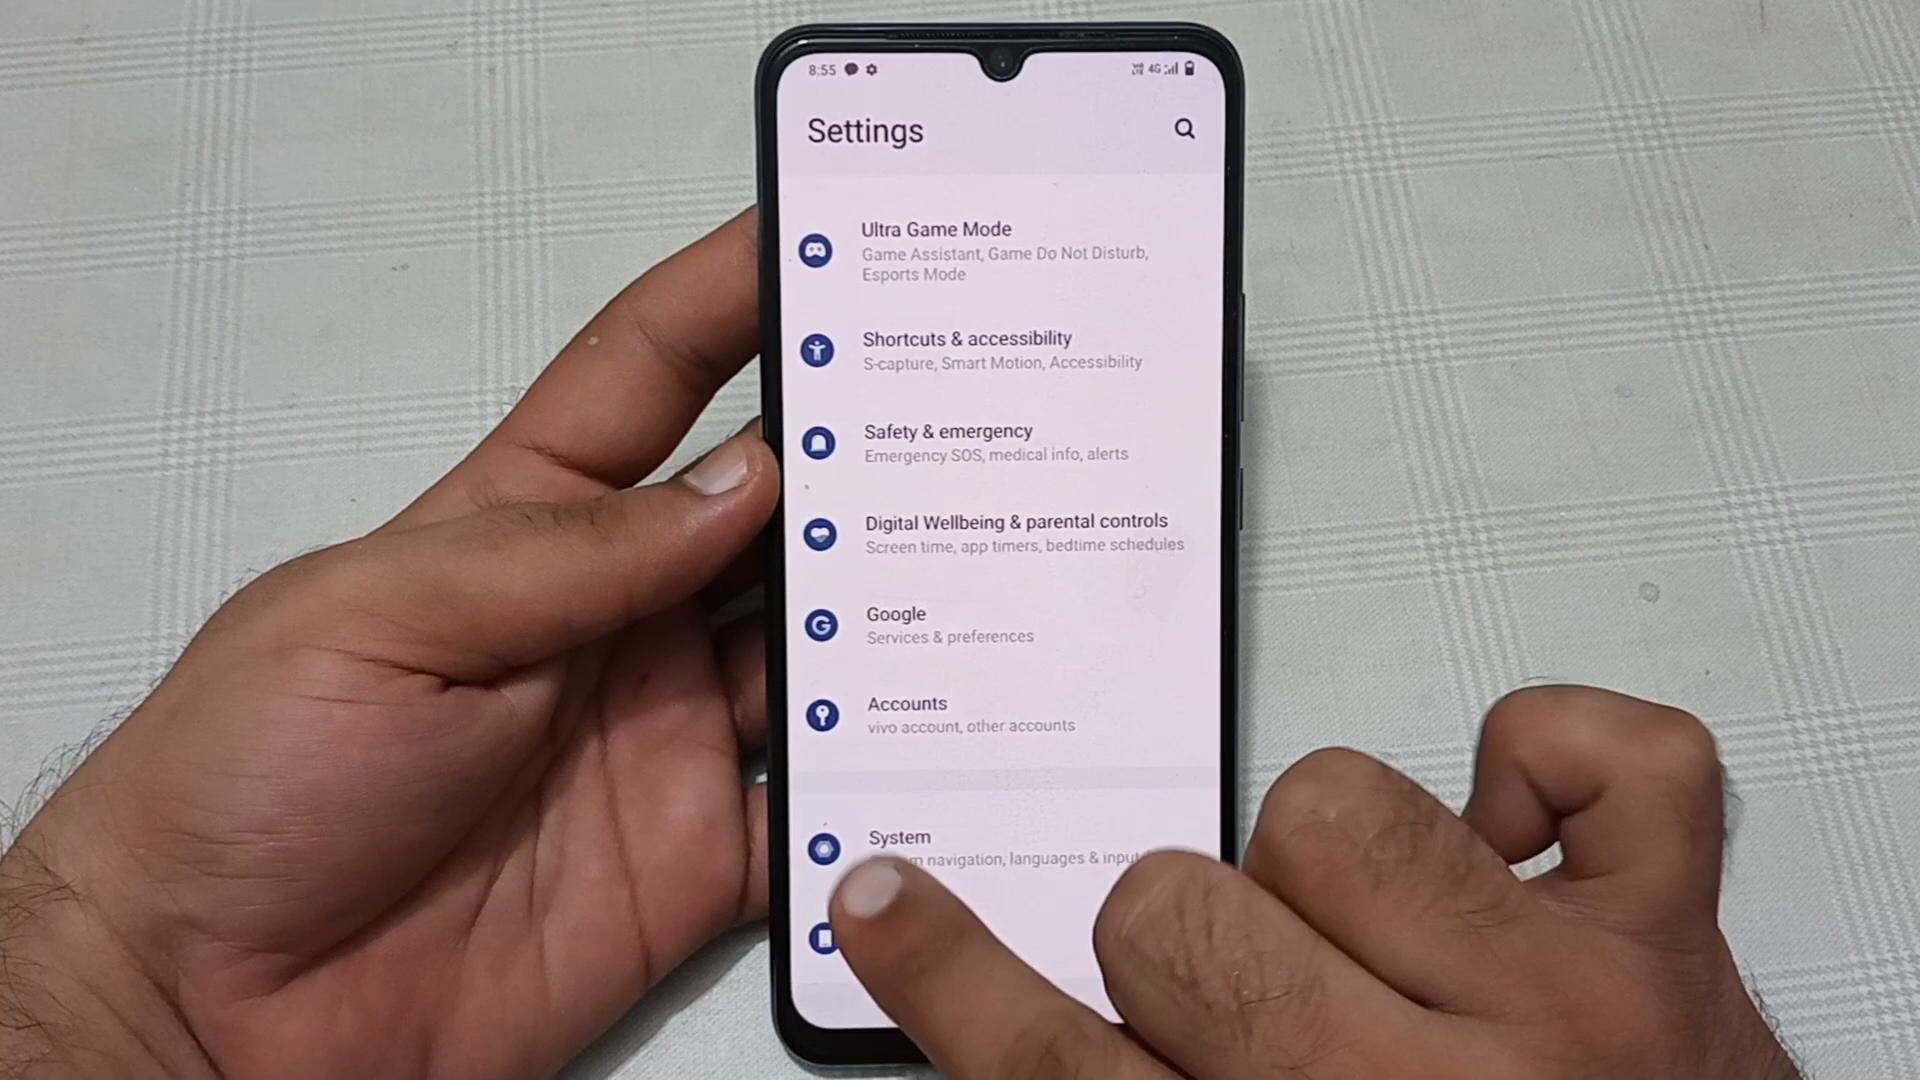 8:55 4G
Settings
Ultra Game Mode
Game Assistant, Game Do Not Disturb,
Esports Mode
Shortcuts & accessibility
S-capture, Smart Motion, Accessibility
Safety & emergency
Emergency SOS, medical info, alerts
Digital Wellbeing & parental controls
Screen time, app timers, bedtime schedules
Google
Services & preferences
Accounts
vivo account, other accounts
System
navigation, languages & input